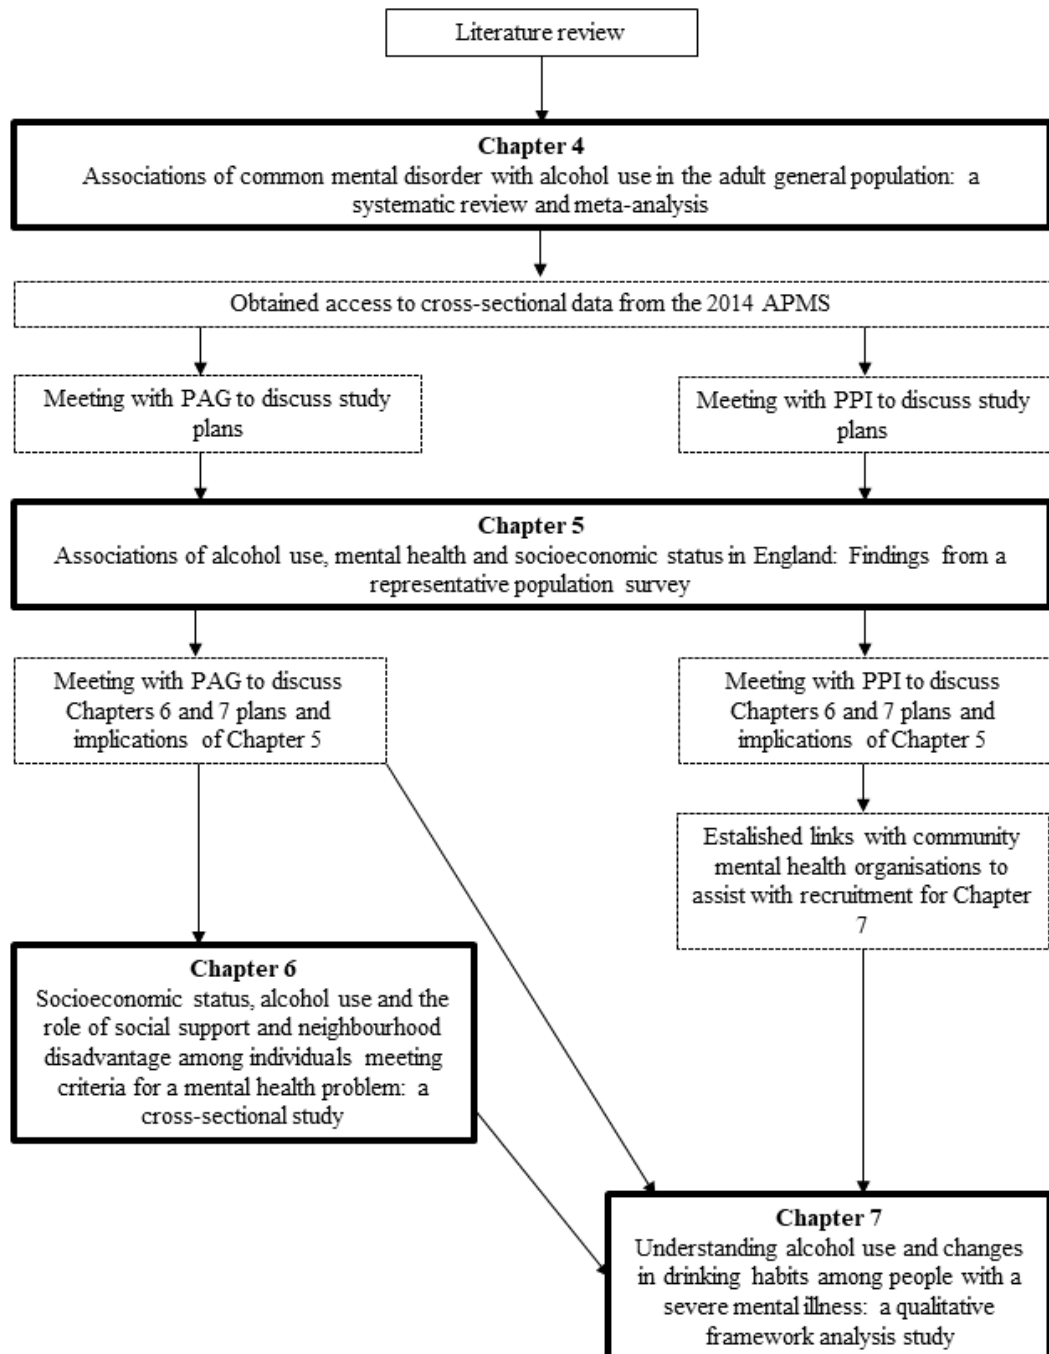 Literature review
Chapter 4
Associations of common mental disorder with alcohol use in the adult general population: a
systematic review and meta-analysis
Obtained access to cross-sectional data from the 2014 APMS
Meeting with PAG to discuss study
plans
Meeting with PPI to discuss study
plans
Chapter 5
Associations of alcohol use, mental health and socioeconomic status in England: Findings from a
representative population survey
Meeting with PAG to discuss
Chapters 6 and 7 plans and
implications of Chapter 5
Meeting with PPI to discuss
Chapters 6 and 7 plans and
implications of Chapter 5
Estalished links with community
mental health organisations to
assist with recruitment for Chapter
7
Chapter 6
Socioeconomic status, alcohol use and the
role of social support and neighbourhood
disadvantage among individuals meeting
criteria for a mental health problem: a
cross-sectional study
Chapter 7
Understanding alcohol use and changes
in drinking habits among people with a
severe mental illness: a qualitative
framework analysis study